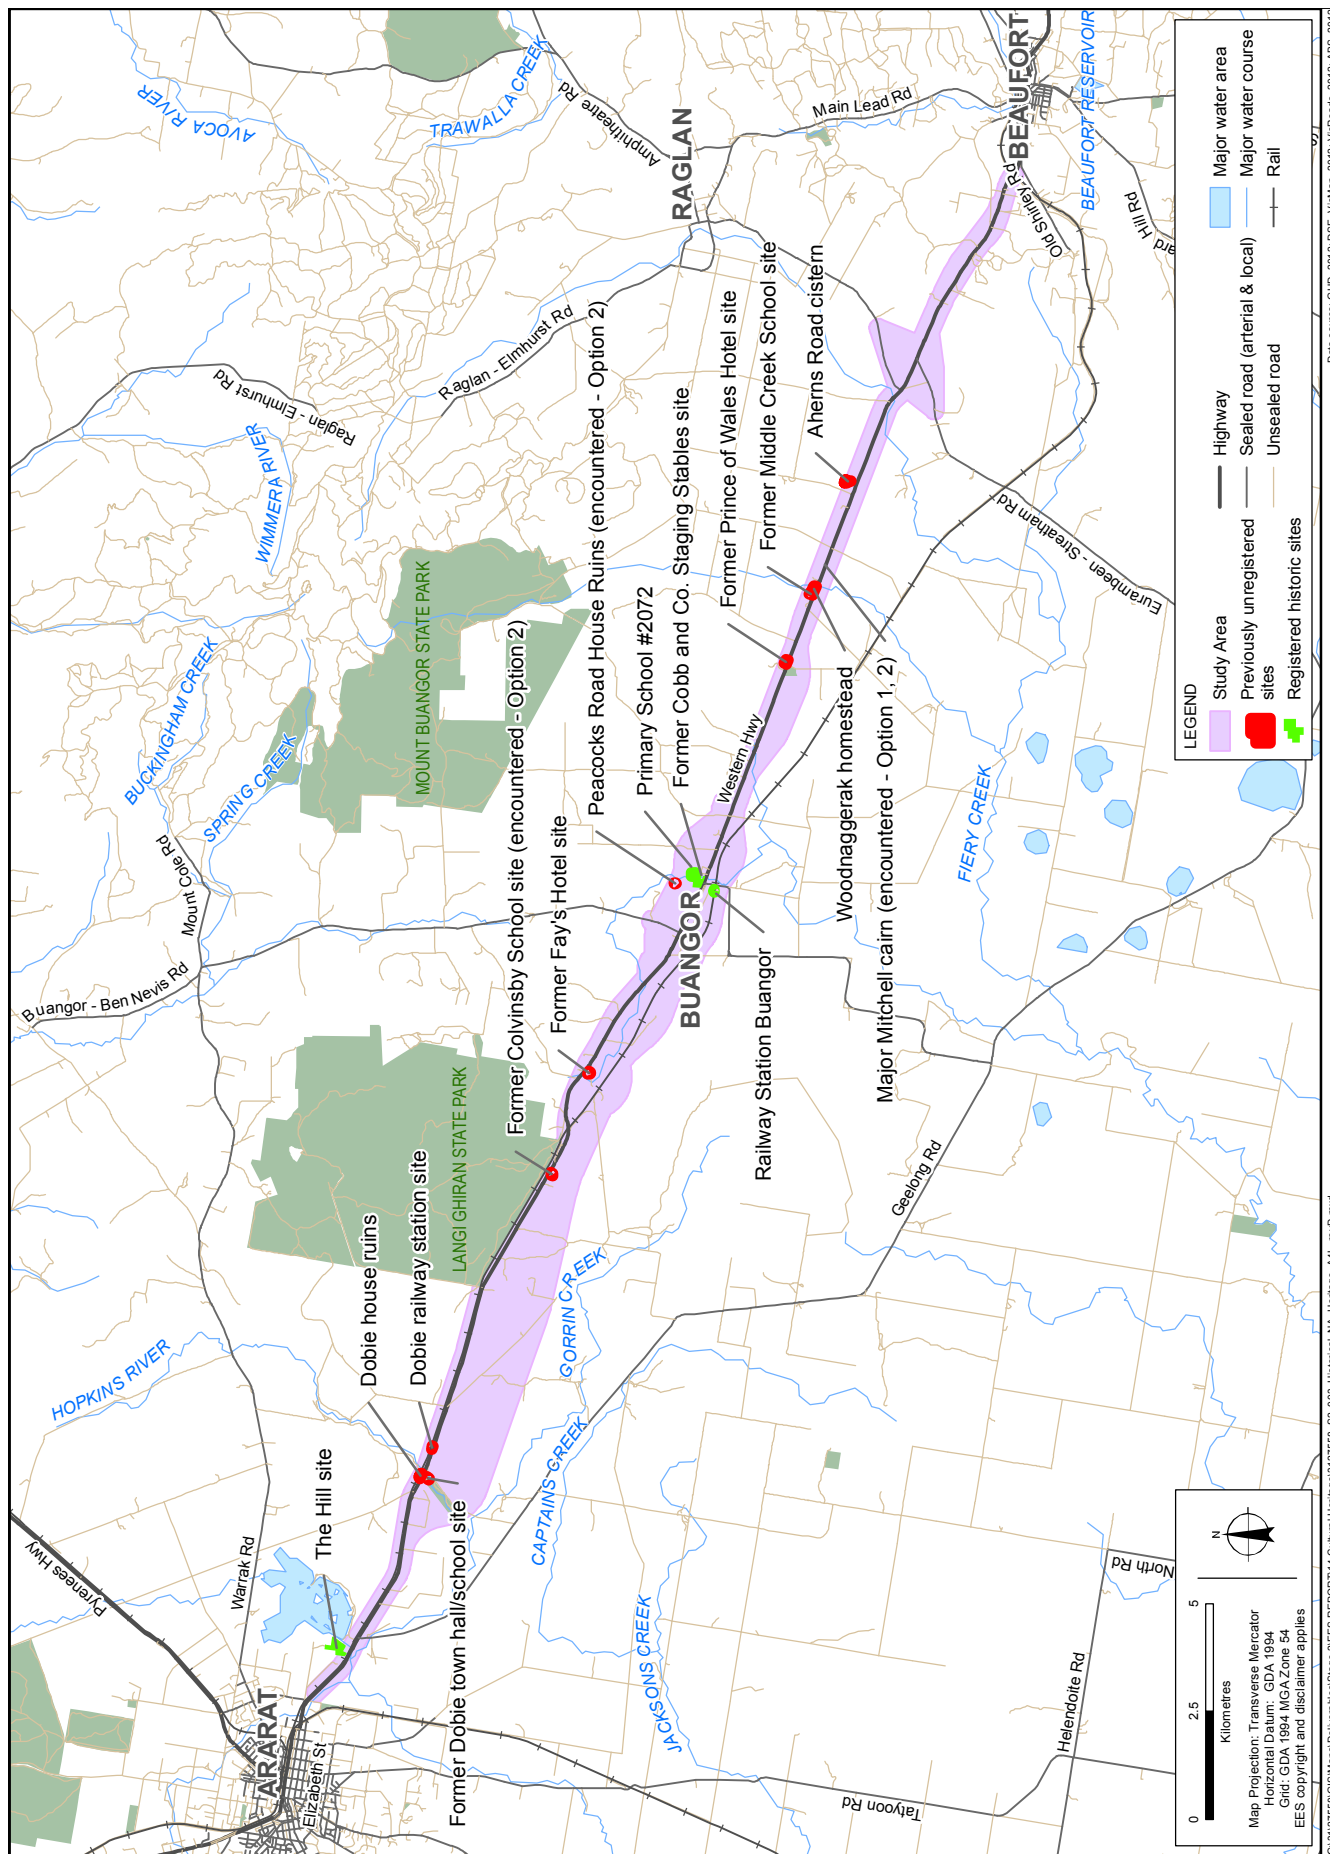 ARARAT
BUANGOR
RAGLAN
BEAUFORT
Pyrenees Hwy
Warrak Rd
Elizabeth St
HOPKINS RIVER
The Hill site
Dobie house ruins
Dobie railway station site
Former Dobie town hall/school site
LANGI GHIRAN STATE PARK
Former Colvinsby School site (encountered - Option 2)
Former Fay's Hotel site
Peacocks Road House Ruins (encountered - Option 2)
Primary School #2072
Former Cobb and Co. Staging Stables site
Former Prince of Wales Hotel site
Former Middle Creek School site
Aherns Road cistern
Railway Station Buangor
Woodnaggerak homestead
Major Mitchell cairn (encountered - Option 1, 2)
Western Hwy
Buangor - Ben Nevis Rd
Mount Cole Rd
SPRING CREEK
BUCKINGHAM CREEK
MOUNT BUANGOR STATE PARK
WIMMERA RIVER
Raglan - Elmhurst Rd
Raglan - Elmhurst Rd
AVOCA RIVER
TRAWALLA CREEK
Amphitheatre Rd
Main Lead Rd
Old Shirley Rd
BEAUFORT RESERVOIR
Hill Rd
Eurambeen - Streatham Rd
FIERY CREEK
Geelong Rd
GORRIN CREEK
CAPTAINS CREEK
JACKSONS CREEK
Tatyoon Rd
Helendoite Rd
North Rd
0 2.5 5
Kilometres
Map Projection: Transverse Mercator
Horizontal Datum: GDA 1994
Grid: GDA 1994 MGA Zone 54
EES copyright and disclaimer applies
N
LEGEND
Study Area
Previously unregistered
sites
Registered historic sites
Highway
Sealed road (arterial & local)
Unsealed road
Major water area
Major water course
Rail